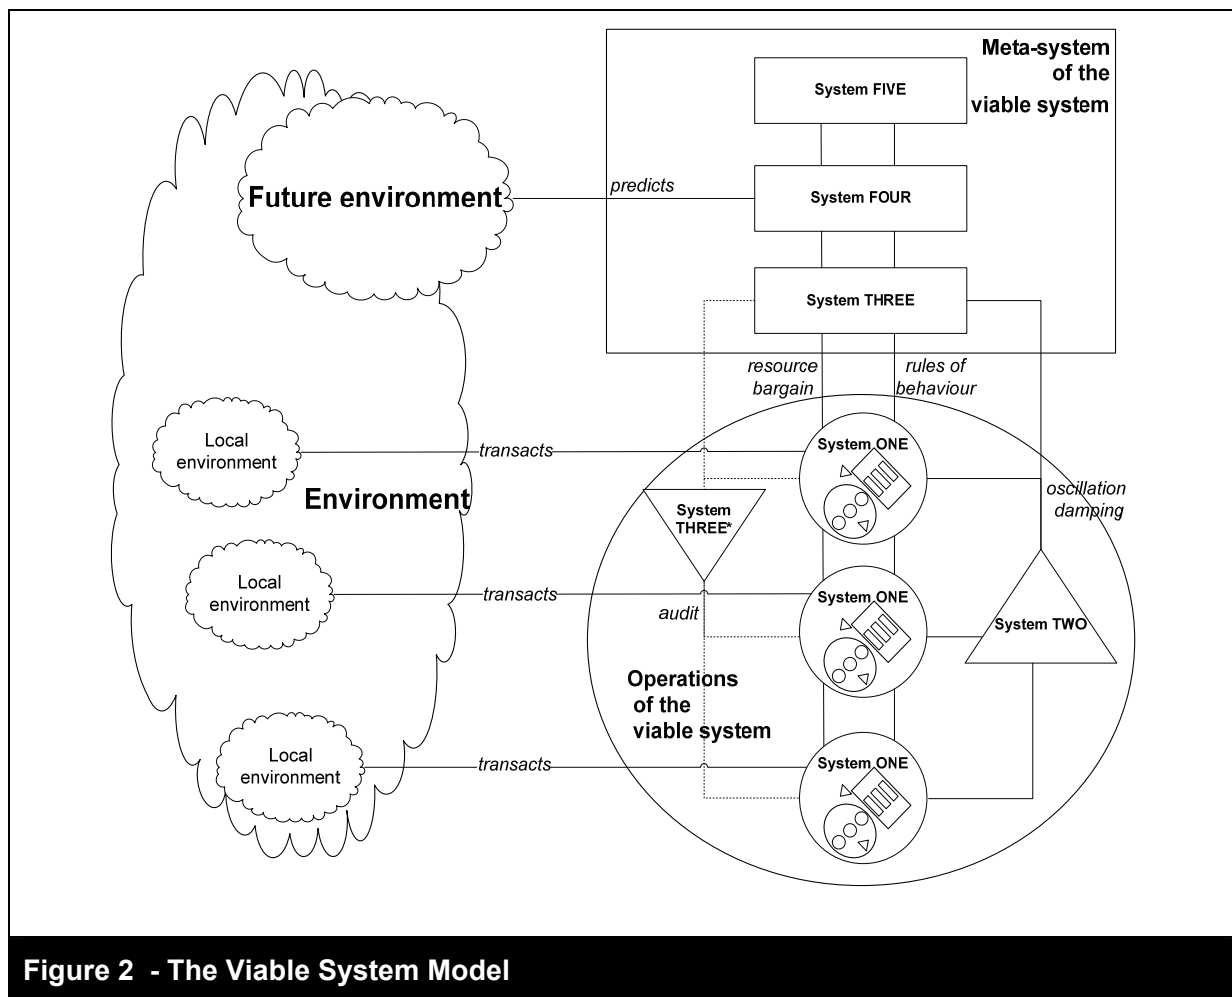 Meta-system
of the
viable system
System FIVE
Future environment
predicts
System FOUR
System THREE
resource
bargain
rules of
behaviour
Local
environment
transacts
System ONE
Environment
System
THREE*
oscillation
damping
Local
environment
transacts
System ONE
audit
System TWO
Operations
of the
viable system
Local
environment
transacts
System ONE
Figure 2 - The Viable System Model